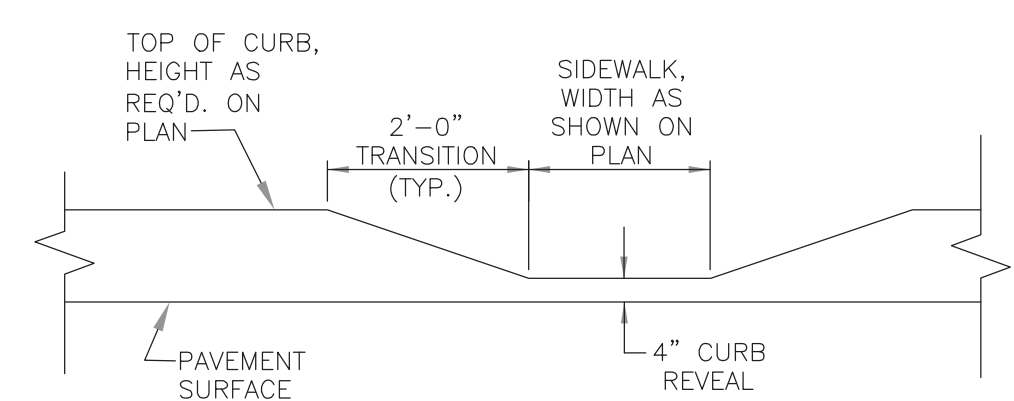 TOP OF CURB,
HEIGHT AS
REQ'D. ON
PLAN
2'-0"
TRANSITION
(TYP.)
SIDEWALK,
WIDTH AS
SHOWN ON
PLAN
PAVEMENT
SURFACE
4" CURB
REVEAL